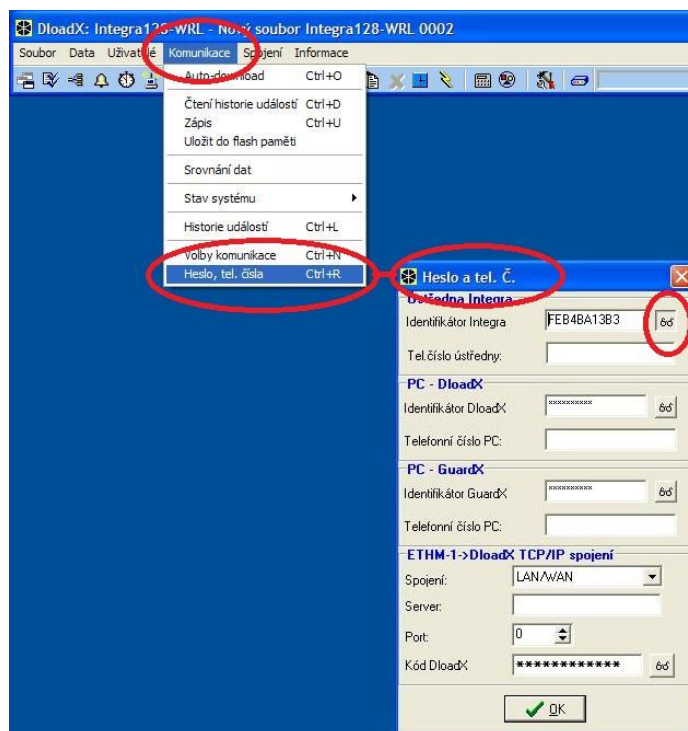 DloadX: Integra128-WRL - Nový soubor Integra128-WRL 0002
Soubor Data Uživatelé Komunikace Spojení Informace
Auto-download Ctrl+O
Čtení historie událostí Ctrl+D
Zápis Ctrl+U
Uložit do flash paměti
Srovnání dat
Stav systému
Historie událostí Ctrl+L
Volby komunikace Ctrl+N
Heslo, tel. čísla Ctrl+R
Heslo a tel. Č.
Ústředna Integra
Identifikátor Integra FEB4BA13B3
Tel.číslo ústředny:
PC - DloadX
Identifikátor DloadX **********
Telefonní číslo PC:
PC - GuardX
Identifikátor GuardX **********
Telefonní číslo PC:
ETHM-1->DloadX TCP/IP spojení
Spojení: LAN/WAN
Server:
Port: 0
Kód DloadX ************
OK